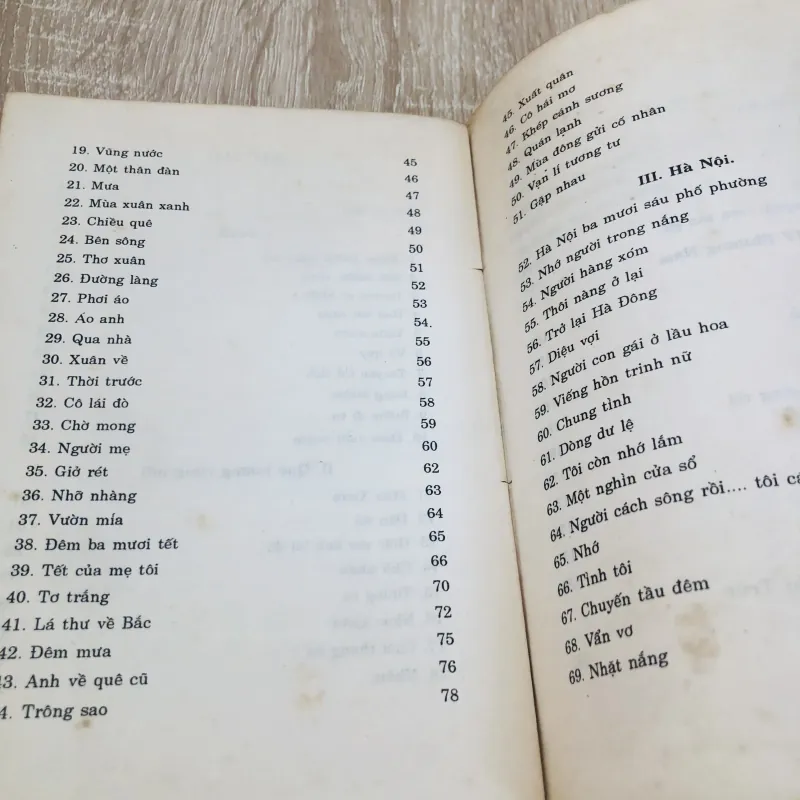 19. Vũng nước 45
20. Một thân đàn 46
21. Mưa 47
22. Mùa xuân xanh 48
23. Chiều quê 49
24. Bên sông 50
25. Thơ xuân 51
26. Đường làng 52
27. Phơi áo 53
28. Áo anh 54.
29. Qua nhà 55
30. Xuân về 56
31. Thời trước 57
32. Cô lái đò 58
33. Chờ mong 59
34. Người mẹ 60
35. Giở rét 62
36. Nhỡ nhàng 63
37. Vườn mía 64
38. Đêm ba mươi tết 65
39. Tết của mẹ tôi 66
40. Tơ trắng 70
41. Lá thư về Bắc 72
42. Đêm mưa 75
43. Anh về quê cũ 76
4. Trông sao 78
45. Xuất quân
46. Cô hái mơ
47. Khép cánh sương
48. Quán lạnh
49. Mùa đông gửi cố nhân
50. Vạn lí tương tư
51. Gặp nhau
III. Hà Nội.
52. Hà Nội ba mươi sáu phố phường
53. Nhớ người trong nắng
54. Người hàng xóm
55. Thôi nàng ở lại
56. Trở lại Hà Đông
57. Diệu vợi
58. Người con gái ở lầu hoa
59. Viếng hồn trinh nữ
60. Chung tình
61. Dòng dư lệ
62. Tôi còn nhớ lắm
63. Một nghìn cửa sổ
64. Người cách sông rồi.... tôi
65. Nhớ
66. Tình tôi
67. Chuyến tầu đêm
68. Vẩn vơ
69. Nhặt nắng